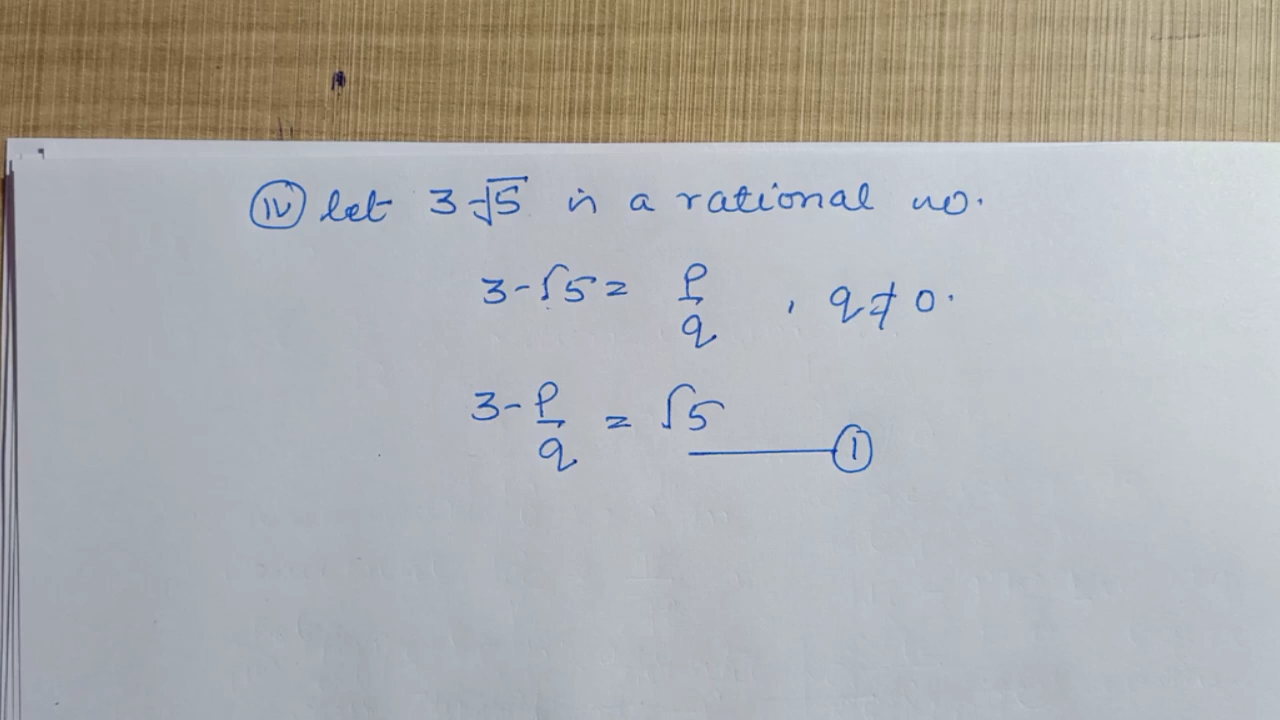 (iv) let 3-√5 is a rational no.
3-√5 = p/q , q ≠ 0.
3-p/q = √5 ——— (1)